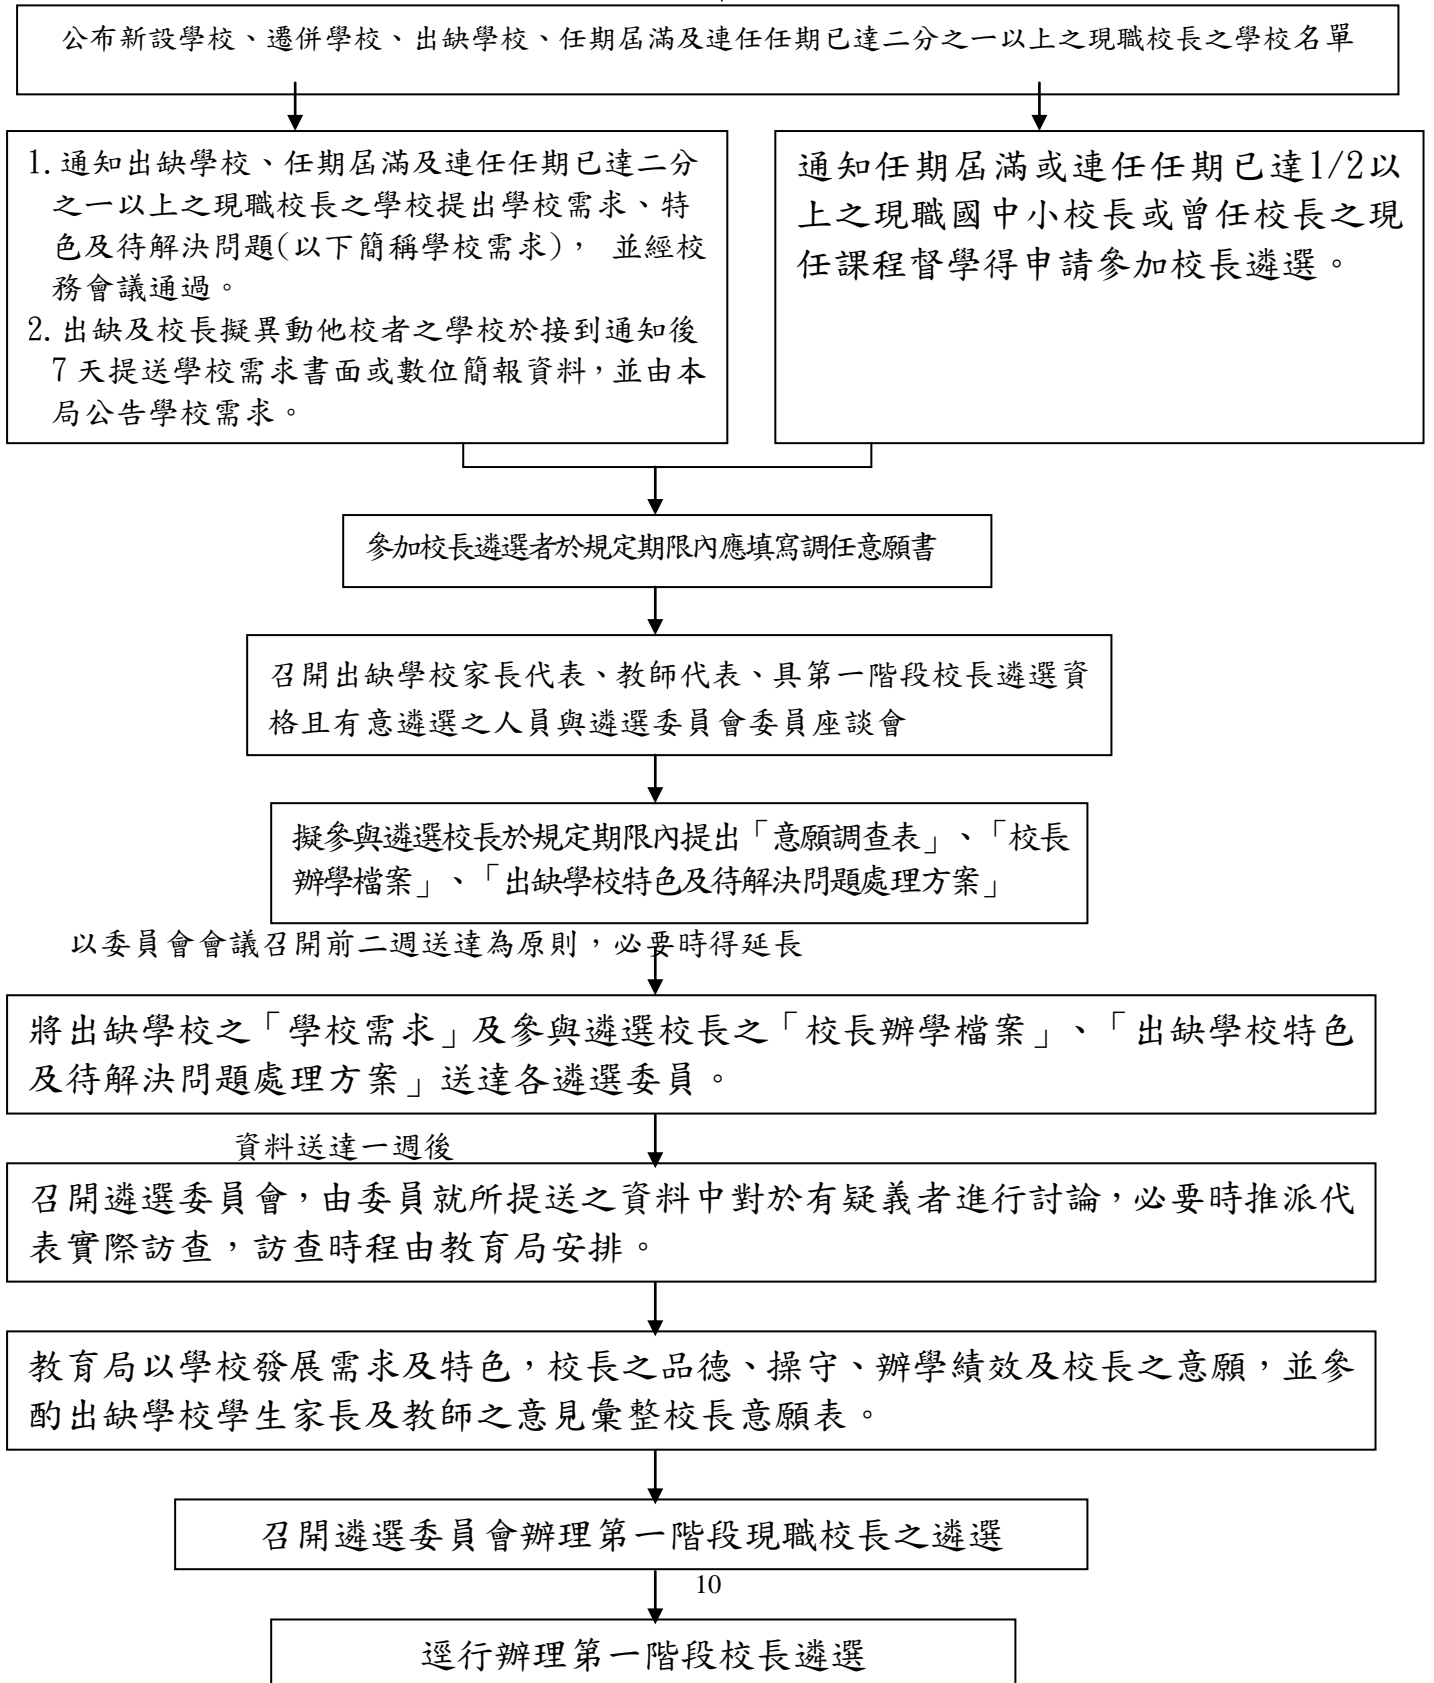 公布新設學校、遷併學校、出缺學校、任期屆滿及連任任期已達二分之一以上之現職校長之學校名單
1.通知出缺學校、任期屆滿及連任任期已達二分
之一以上之現職校長之學校提出學校需求、特
色及待解決問題(以下簡稱學校需求)， 並經校
務會議通過。
2.出缺及校長擬異動他校者之學校於接到通知後
7天提送學校需求書面或數位簡報資料，並由本
局公告學校需求。
通知任期屆滿或連任任期已達1/2以
上之現職國中小校長或曾任校長之現
任課程督學得申請參加校長遴選。
參加校長遴選者於規定期限內應填寫調任意願書
召開出缺學校家長代表、教師代表、具第一階段校長遴選資
格且有意遴選之人員與遴選委員會委員座談會
擬參與遴選校長於規定期限內提出「意願調查表」、「校長
辦學檔案」、「出缺學校特色及待解決問題處理方案」
以委員會會議召開前二週送達為原則，必要時得延長
將出缺學校之「學校需求」及參與遴選校長之「校長辦學檔案」、「出缺學校特色
及待解決問題處理方案」送達各遴選委員。
資料送達一週後
召開遴選委員會，由委員就所提送之資料中對於有疑義者進行討論，必要時推派代
表實際訪查，訪查時程由教育局安排。
教育局以學校發展需求及特色，校長之品德、操守、辦學績效及校長之意願，並參
酌出缺學校學生家長及教師之意見彙整校長意願表。
召開遴選委員會辦理第一階段現職校長之遴選
10
逕行辦理第一階段校長遴選